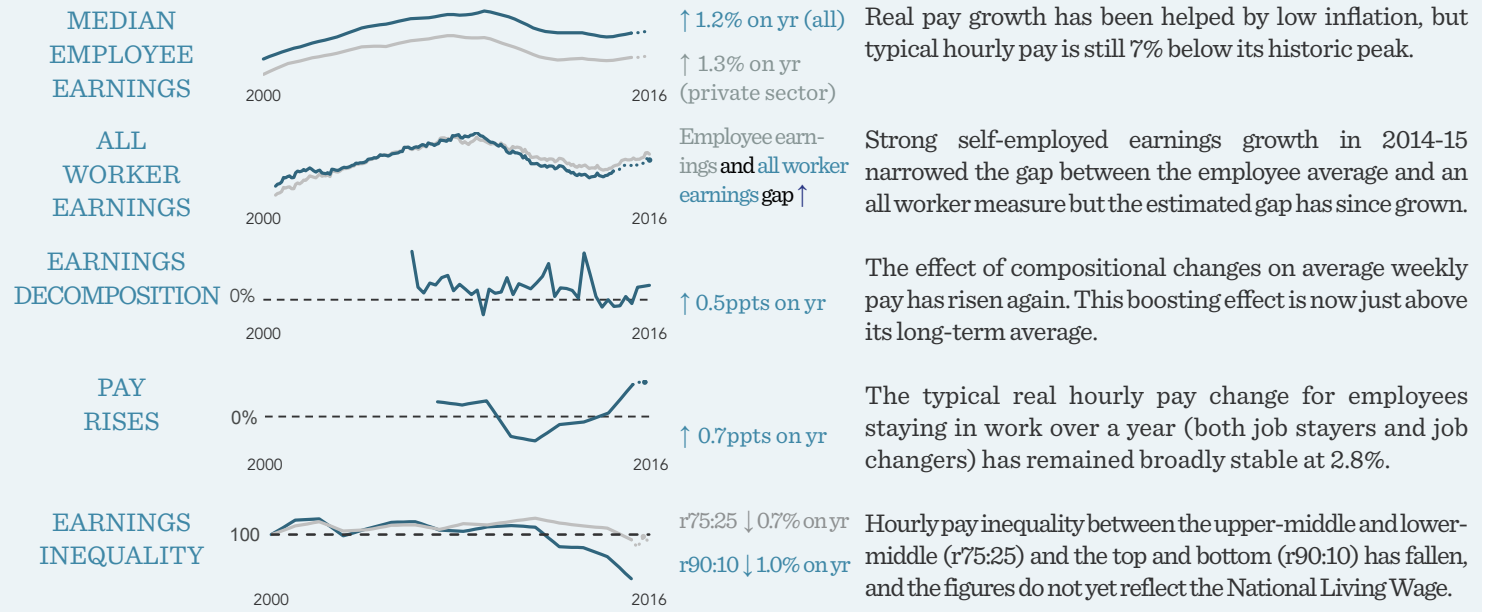 MEDIAN
EMPLOYEE
EARNINGS
2000
2016
↑ 1.2% on yr (all)
↑ 1.3% on yr
(private sector)
Real pay growth has been helped by low inflation, but
typical hourly pay is still 7% below its historic peak.
ALL
WORKER
EARNINGS
2000
2016
Employee earn-
ings and all worker
earnings gap ↑
Strong self-employed earnings growth in 2014-15
narrowed the gap between the employee average and an
all worker measure but the estimated gap has since grown.
EARNINGS
DECOMPOSITION
0%
2000
2016
↑ 0.5ppts on yr
The effect of compositional changes on average weekly
pay has risen again. This boosting effect is now just above
its long-term average.
PAY
RISES
0%
2000
2016
↑ 0.7ppts on yr
The typical real hourly pay change for employees
staying in work over a year (both job stayers and job
changers) has remained broadly stable at 2.8%.
EARNINGS
INEQUALITY
100
2000
2016
r75:25 ↓ 0.7% on yr
r90:10 ↓ 1.0% on yr
Hourly pay inequality between the upper-middle and lower-
middle (r75:25) and the top and bottom (r90:10) has fallen,
and the figures do not yet reflect the National Living Wage.